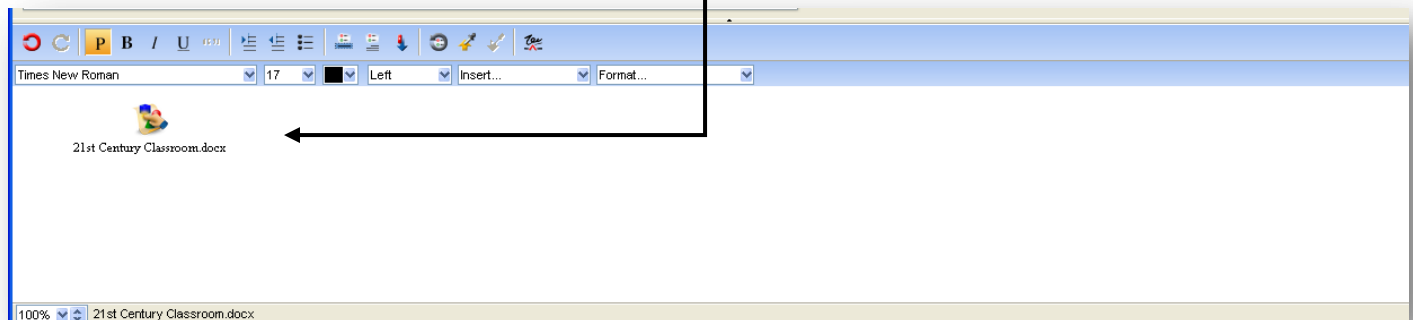 P B I U
Times New Roman 17 Left Insert... Format...
21st Century Classroom.docx
100% 21st Century Classroom.docx